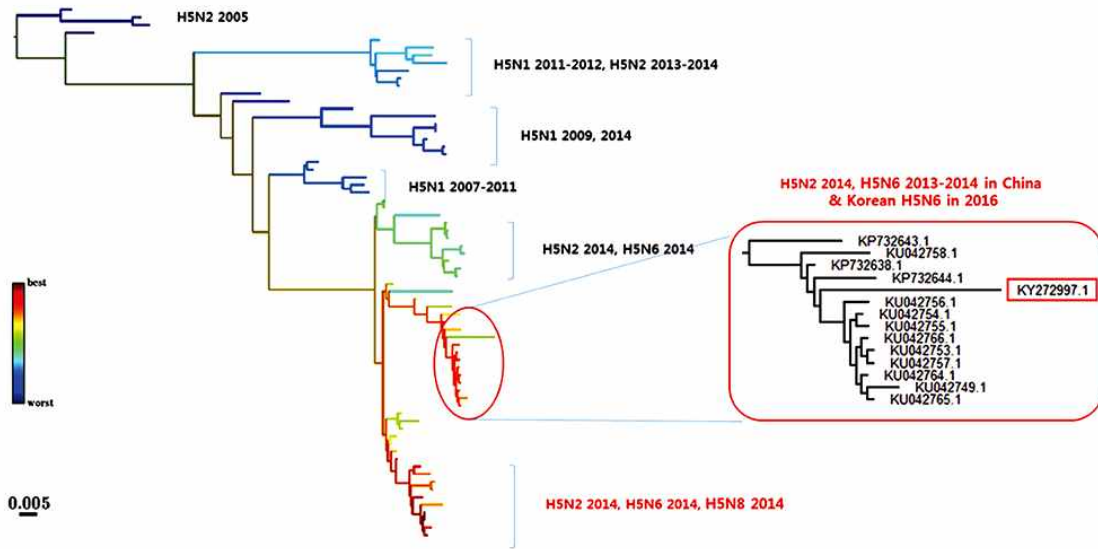 H5N2 2005
H5N1 2011-2012, H5N2 2013-2014
H5N1 2009, 2014
H5N1 2007-2011
H5N2 2014, H5N6 2014
H5N2 2014, H5N6 2013-2014 in China
& Korean H5N6 in 2016
KP732643.1
KU042758.1
KP732638.1
KP732644.1
KY272997.1
KU042756.1
KU042754.1
KU042755.1
KU042766.1
KU042753.1
KU042757.1
KU042764.1
KU042749.1
KU042765.1
best
worst
0.005
H5N2 2014, H5N6 2014, H5N8 2014